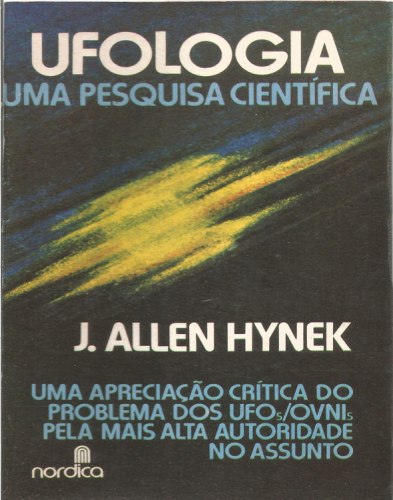 UFOLOGIA
UMA PESQUISA CIENTÍFICA
J. ALLEN HYNEK
UMA APRECIAÇÃO CRÍTICA DO
PROBLEMA DOS UFOs/OVNIs
PELA MAIS ALTA AUTORIDADE
NO ASSUNTO
nordica